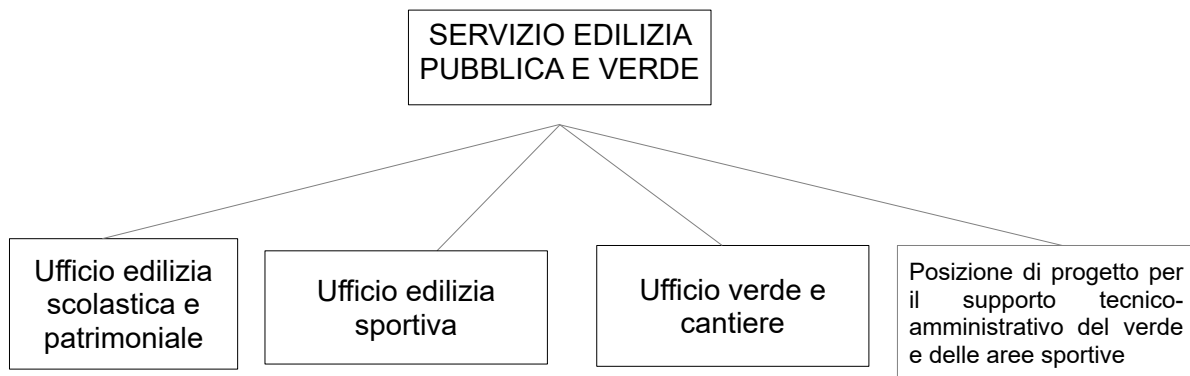 SERVIZIO EDILIZIA
PUBBLICA E VERDE
Ufficio edilizia
scolastica e
patrimoniale
Ufficio edilizia
sportiva
Ufficio verde e
cantiere
Posizione di progetto per
il supporto tecnico-
amministrativo del verde
e delle aree sportive